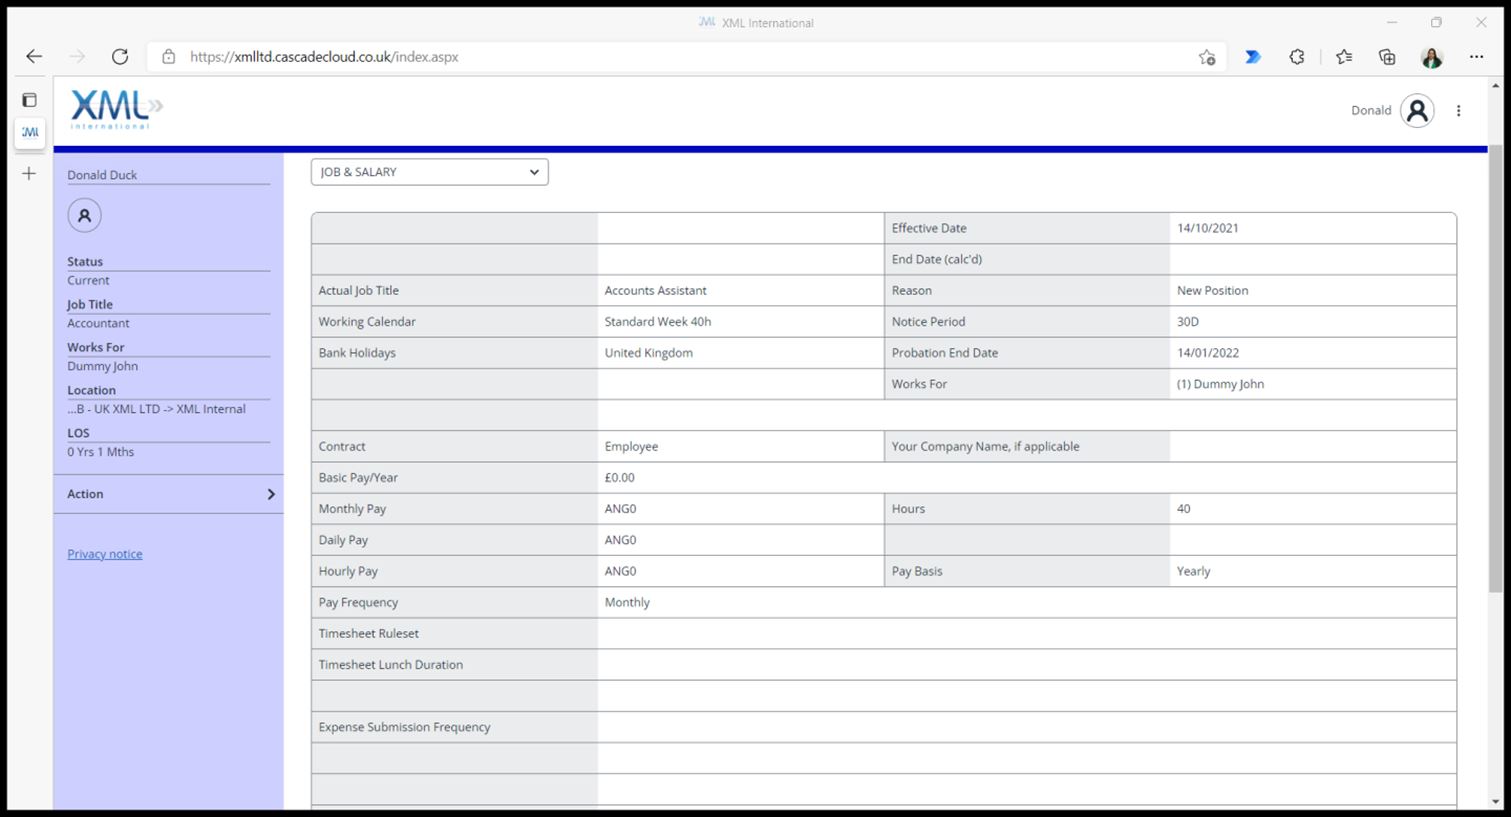 XML International
https://xmlltd.cascadecloud.co.uk/index.aspx
XML
international
Donald
Donald Duck
Status
Current
Job Title
Accountant
Works For
Dummy John
Location
...B - UK XML LTD -> XML Internal
LOS
0 Yrs 1 Mths
Action
Privacy notice
JOB & SALARY
Effective Date 14/10/2021
End Date (calc'd)
Actual Job Title Accounts Assistant Reason New Position
Working Calendar Standard Week 40h Notice Period 30D
Bank Holidays United Kingdom Probation End Date 14/01/2022
Works For (1) Dummy John
Contract Employee Your Company Name, if applicable
Basic Pay/Year £0.00
Monthly Pay ANG0 Hours 40
Daily Pay ANG0
Hourly Pay ANG0 Pay Basis Yearly
Pay Frequency Monthly
Timesheet Ruleset
Timesheet Lunch Duration
Expense Submission Frequency